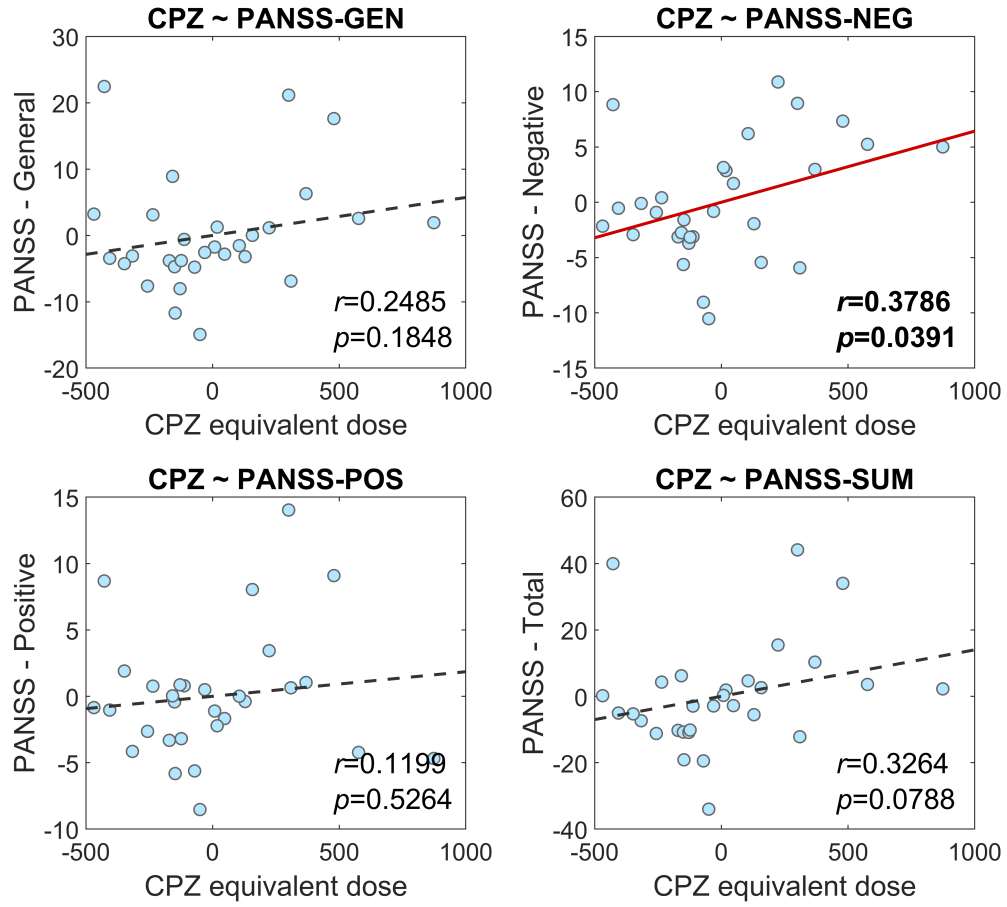 CPZ ~ PANSS-GEN
30
20
10
0
-10
-20
PANSS - General
r=0.2485
p=0.1848
-500 0 500 1000
CPZ equivalent dose
CPZ ~ PANSS-NEG
15
10
5
0
-5
-10
-15
PANSS - Negative
r=0.3786
p=0.0391
-500 0 500 1000
CPZ equivalent dose
CPZ ~ PANSS-POS
15
10
5
0
-5
-10
PANSS - Positive
r=0.1199
p=0.5264
-500 0 500 1000
CPZ equivalent dose
CPZ ~ PANSS-SUM
60
40
20
0
-20
-40
PANSS - Total
r=0.3264
p=0.0788
-500 0 500 1000
CPZ equivalent dose